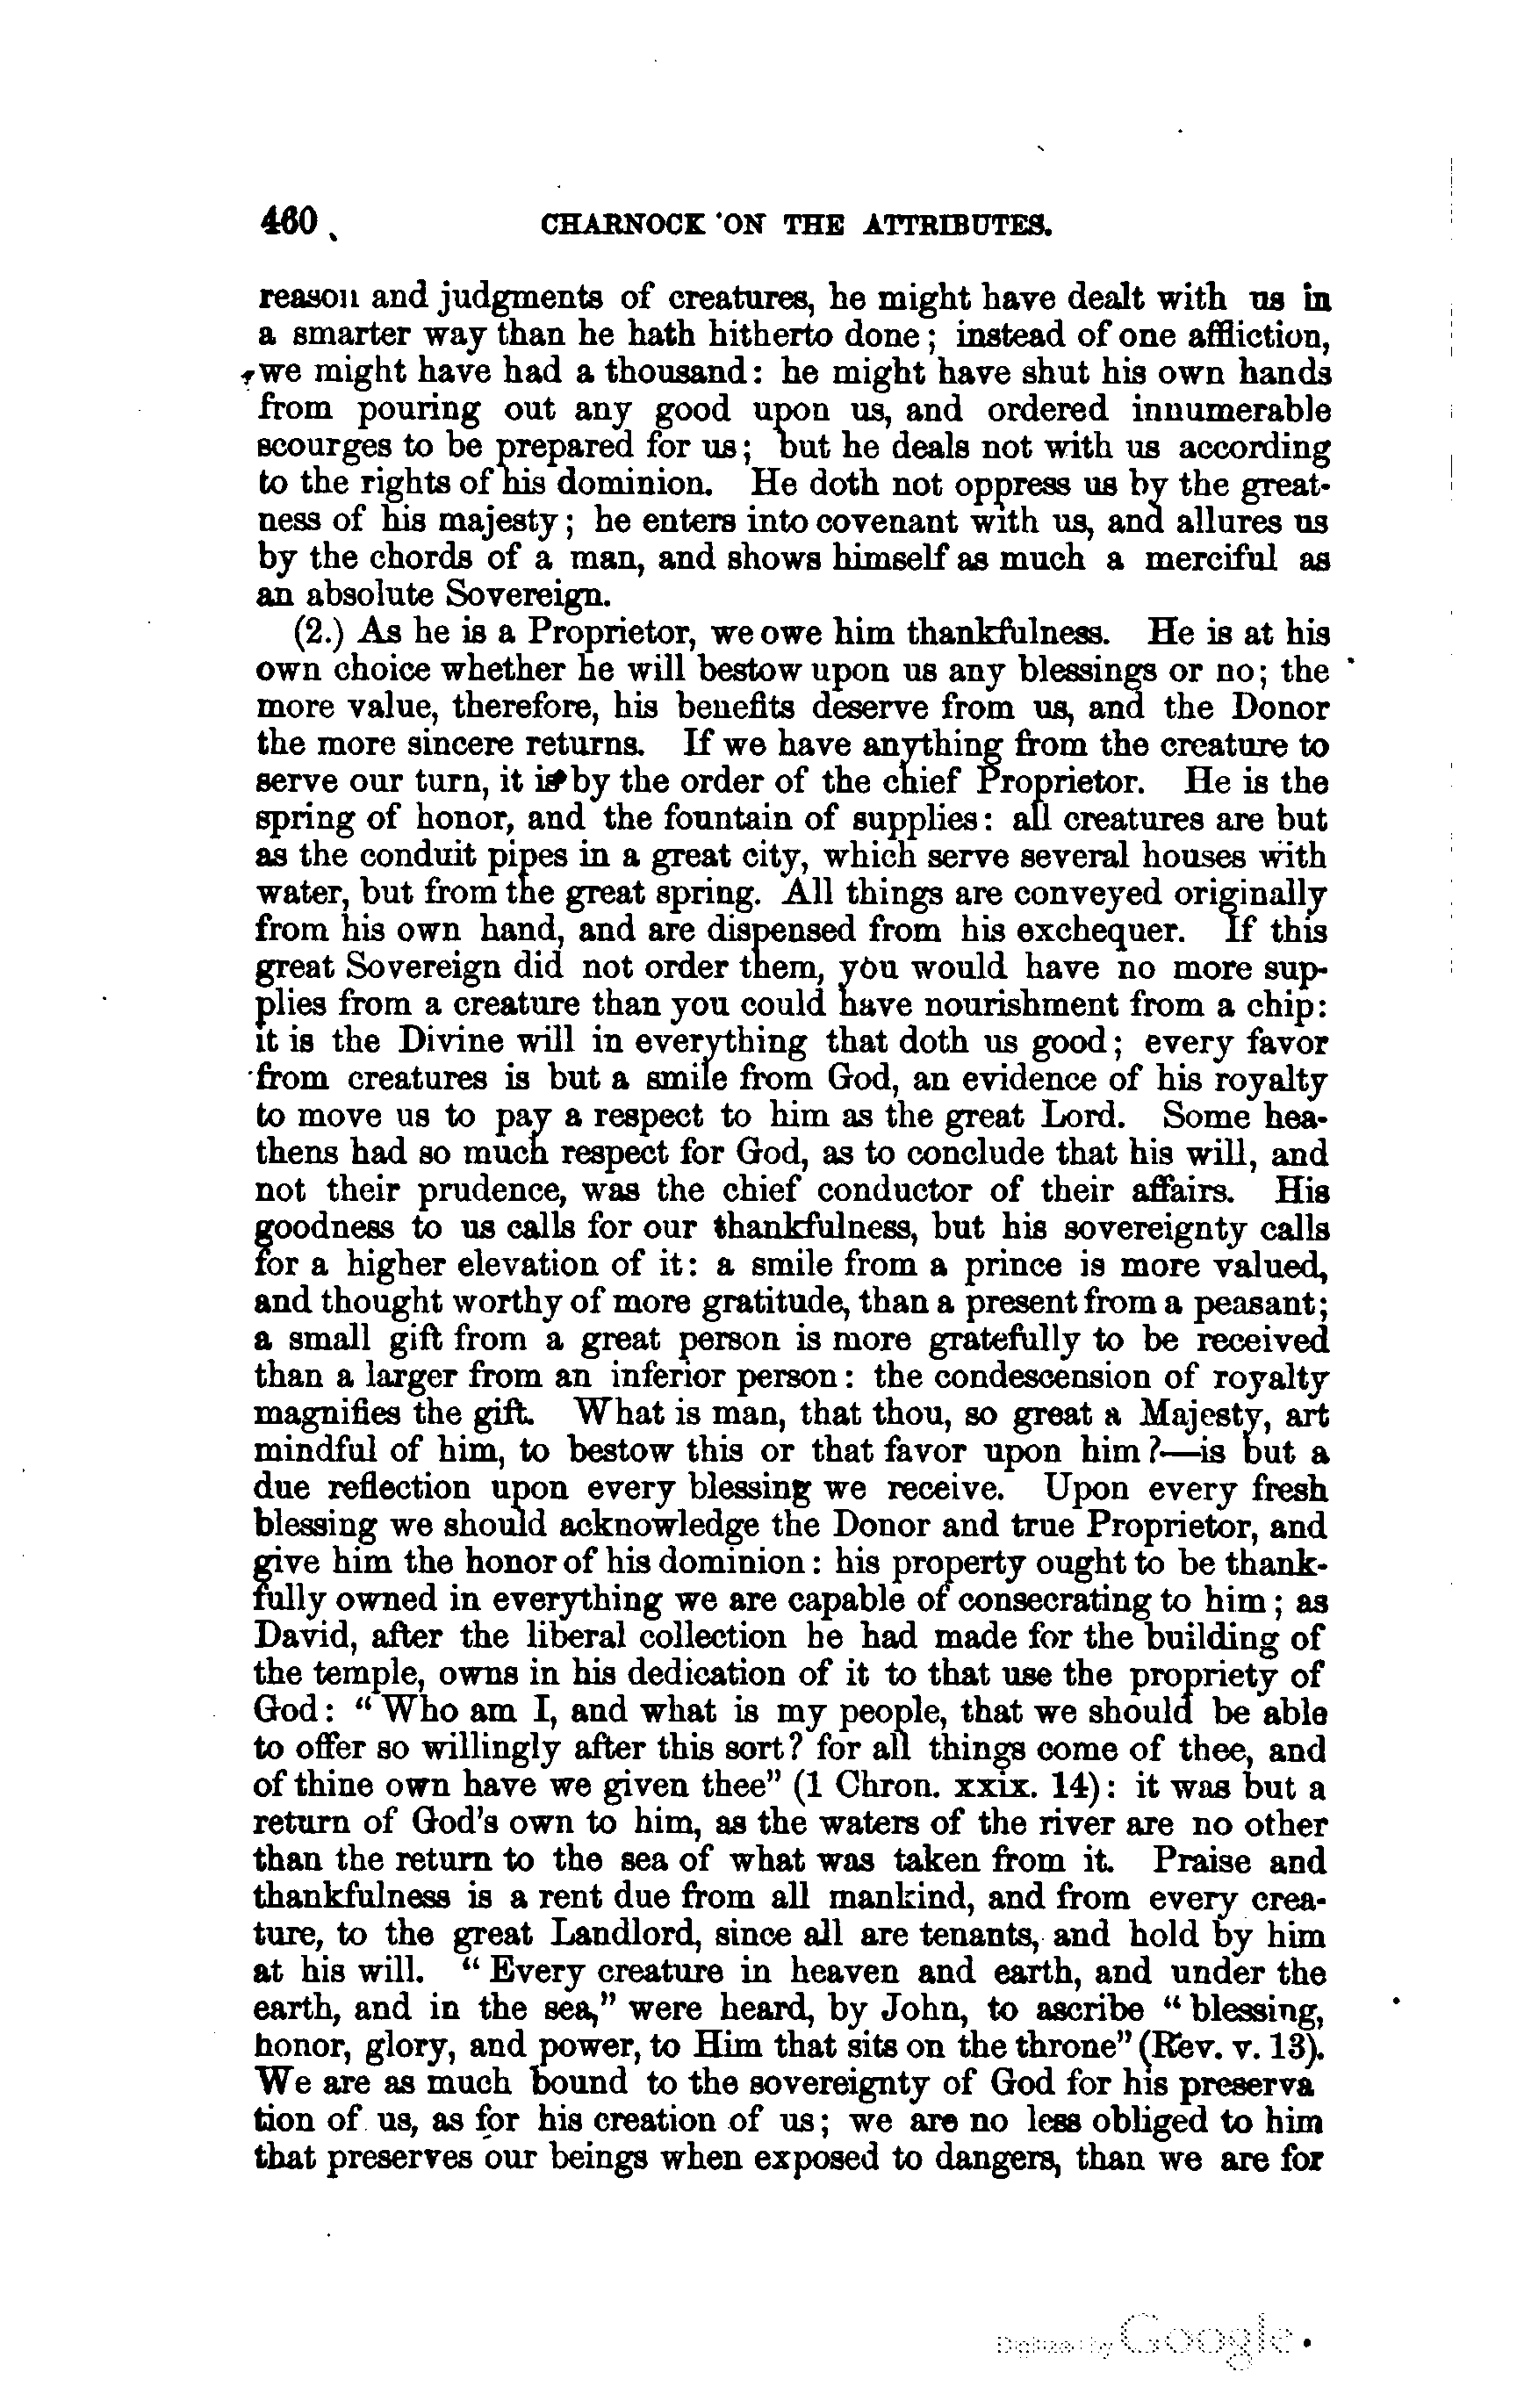 460 CHARNOCK ON THE ATTRIBUTES.
reason and judgments of creatures, he might have dealt with us in
a smarter way than he hath hitherto done; instead of one affliction,
we might have had a thousand: he might have shut his own hands
from pouring out any good upon us, and ordered innumerable
scourges to be prepared for us; but he deals not with us according
to the rights of his dominion. He doth not oppress us by the great-
ness of his majesty; he enters into covenant with us, and allures us
by the chords of a man, and shows himself as much a merciful as
an absolute Sovereign.
(2.) As he is a Proprietor, we owe him thankfulness. He is at his
own choice whether he will bestow upon us any blessings or no; the
more value, therefore, his benefits deserve from us, and the Donor
the more sincere returns. If we have anything from the creature to
serve our turn, it is by the order of the chief Proprietor. He is the
spring of honor, and the fountain of supplies: all creatures are but
as the conduit pipes in a great city, which serve several houses with
water, but from the great spring. All things are conveyed originally
from his own hand, and are dispensed from his exchequer. If this
great Sovereign did not order them, you would have no more sup-
plies from a creature than you could have nourishment from a chip:
it is the Divine will in everything that doth us good; every favor
from creatures is but a smile from God, an evidence of his royalty
to move us to pay a respect to him as the great Lord. Some hea-
thens had so much respect for God, as to conclude that his will, and
not their prudence, was the chief conductor of their affairs. His
goodness to us calls for our thankfulness, but his sovereignty calls
for a higher elevation of it: a smile from a prince is more valued,
and thought worthy of more gratitude, than a present from a peasant;
a small gift from a great person is more gratefully to be received
than a larger from an inferior person: the condescension of royalty
magnifies the gift. What is man, that thou, so great a Majesty, art
mindful of him, to bestow this or that favor upon him?—is but a
due reflection upon every blessing we receive. Upon every fresh
blessing we should acknowledge the Donor and true Proprietor, and
give him the honor of his dominion: his property ought to be thank-
fully owned in everything we are capable of consecrating to him; as
David, after the liberal collection he had made for the building of
the temple, owns in his dedication of it to that use the propriety of
God: "Who am I, and what is my people, that we should be able
to offer so willingly after this sort? for all things come of thee, and
of thine own have we given thee" (1 Chron. xxix. 14): it was but a
return of God's own to him, as the waters of the river are no other
than the return to the sea of what was taken from it. Praise and
thankfulness is a rent due from all mankind, and from every crea-
ture, to the great Landlord, since all are tenants, and hold by him
at his will. "Every creature in heaven and earth, and under the
earth, and in the sea," were heard, by John, to ascribe "blessing,
honor, glory, and power, to Him that sits on the throne" (Rev. v. 13).
We are as much bound to the sovereignty of God for his preserva
tion of us, as for his creation of us; we are no less obliged to him
that preserves our beings when exposed to dangers, than we are for
Digitized by Google